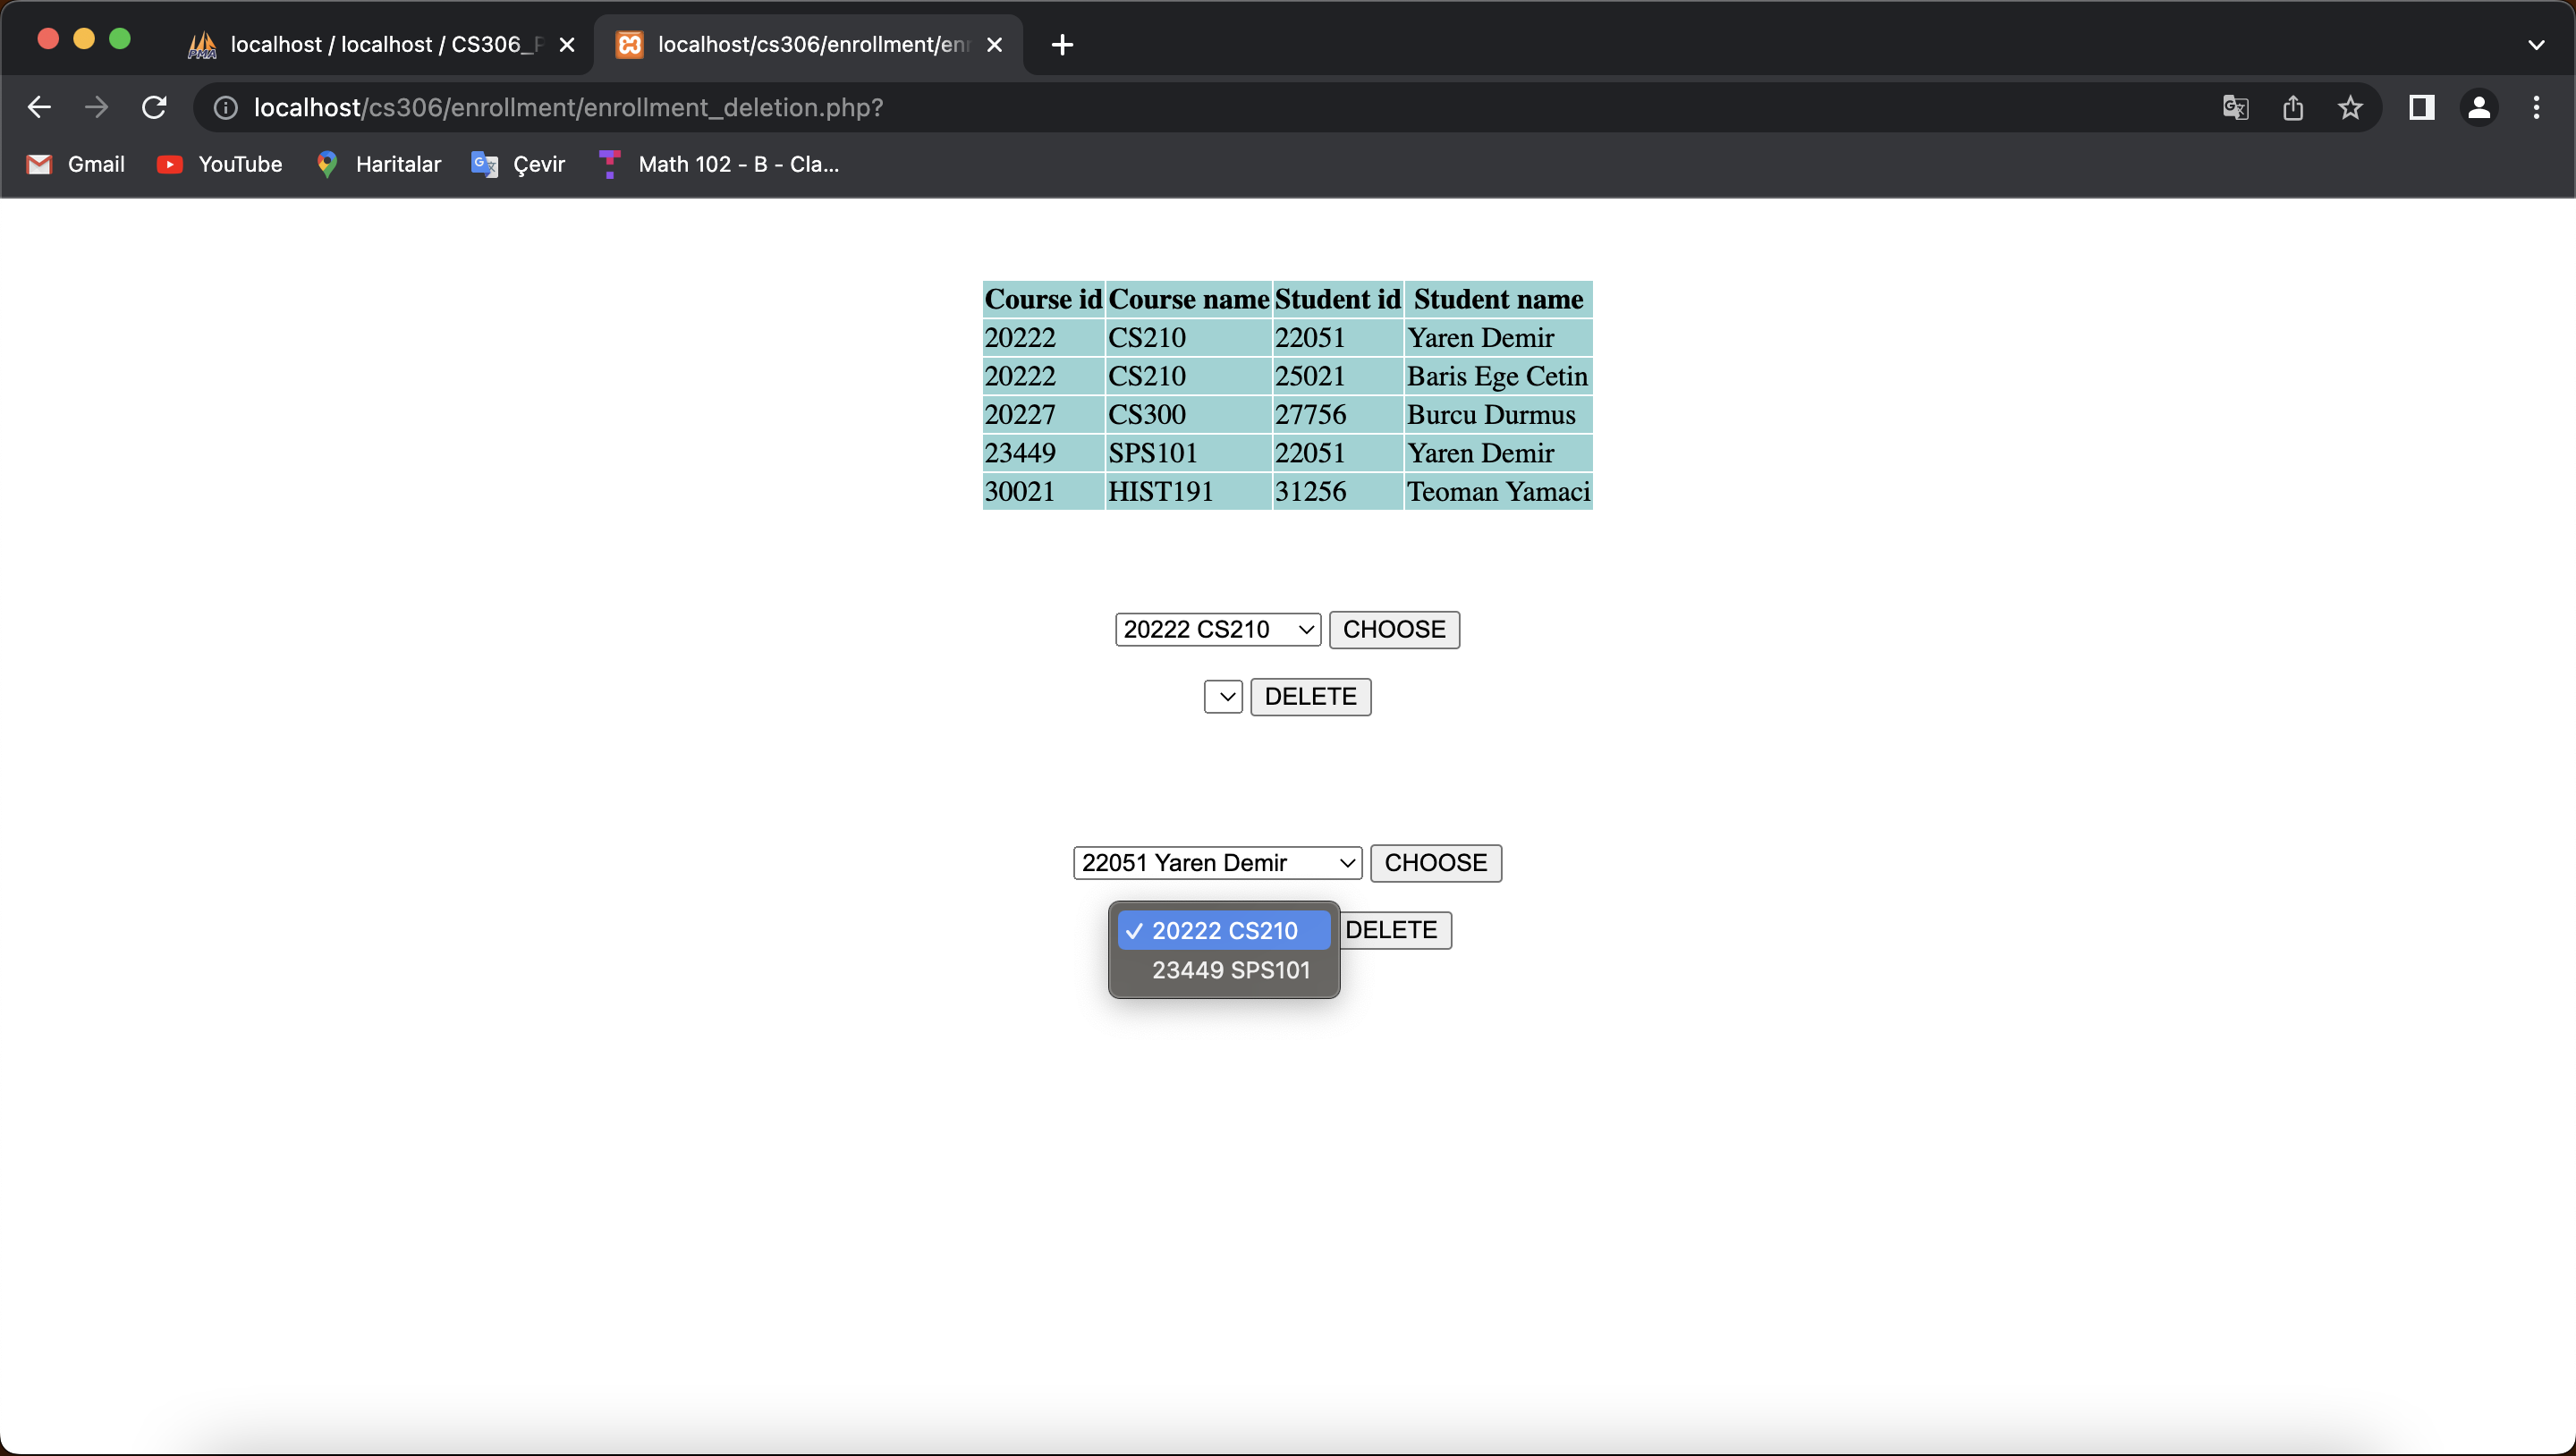 localhost / localhost / CS306_P
localhost/cs306/enrollment/en
localhost/cs306/enrollment/enrollment_deletion.php?
Gmail YouTube Haritalar Çevir Math 102 - B - Cla...
Course id Course name Student id Student name
20222 CS210 22051 Yaren Demir
20222 CS210 25021 Baris Ege Cetin
20227 CS300 27756 Burcu Durmus
23449 SPS101 22051 Yaren Demir
30021 HIST191 31256 Teoman Yamaci
20222 CS210 CHOOSE
DELETE
22051 Yaren Demir CHOOSE
✓ 20222 CS210 DELETE
23449 SPS101